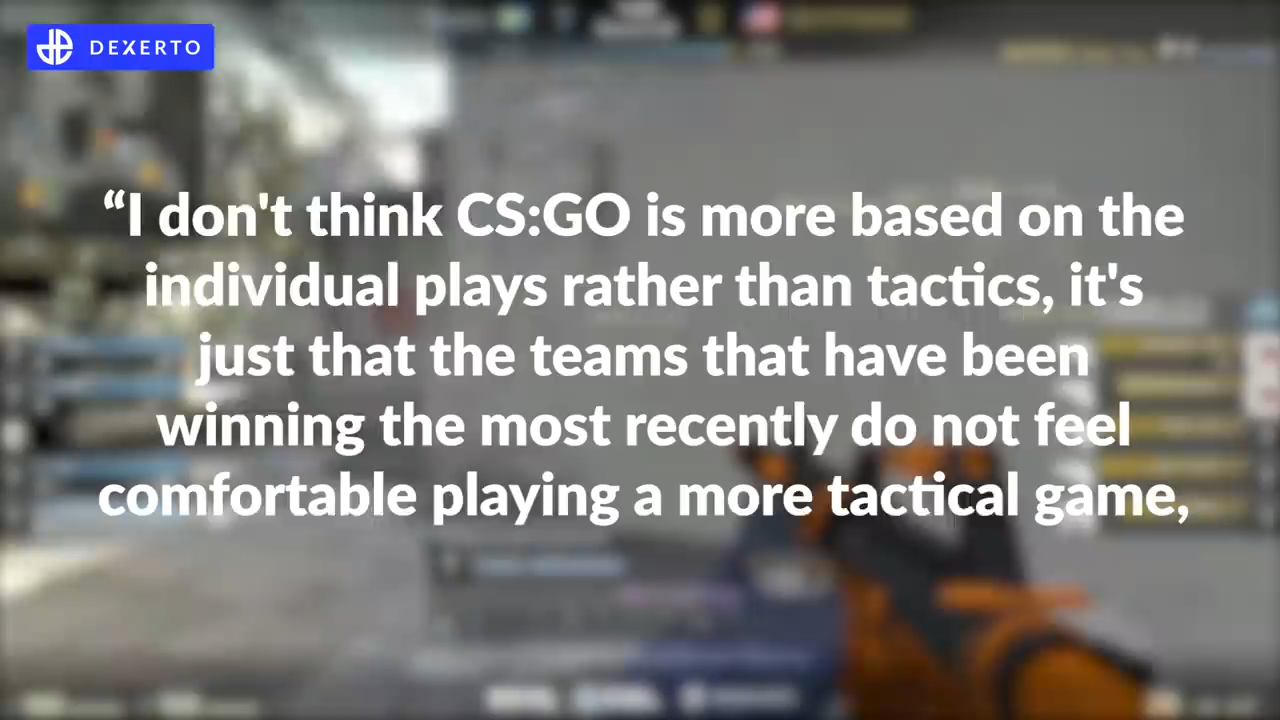 DEXERTO
“I don't think CS:GO is more based on the
individual plays rather than tactics, it's
just that the teams that have been
winning the most recently do not feel
comfortable playing a more tactical game,